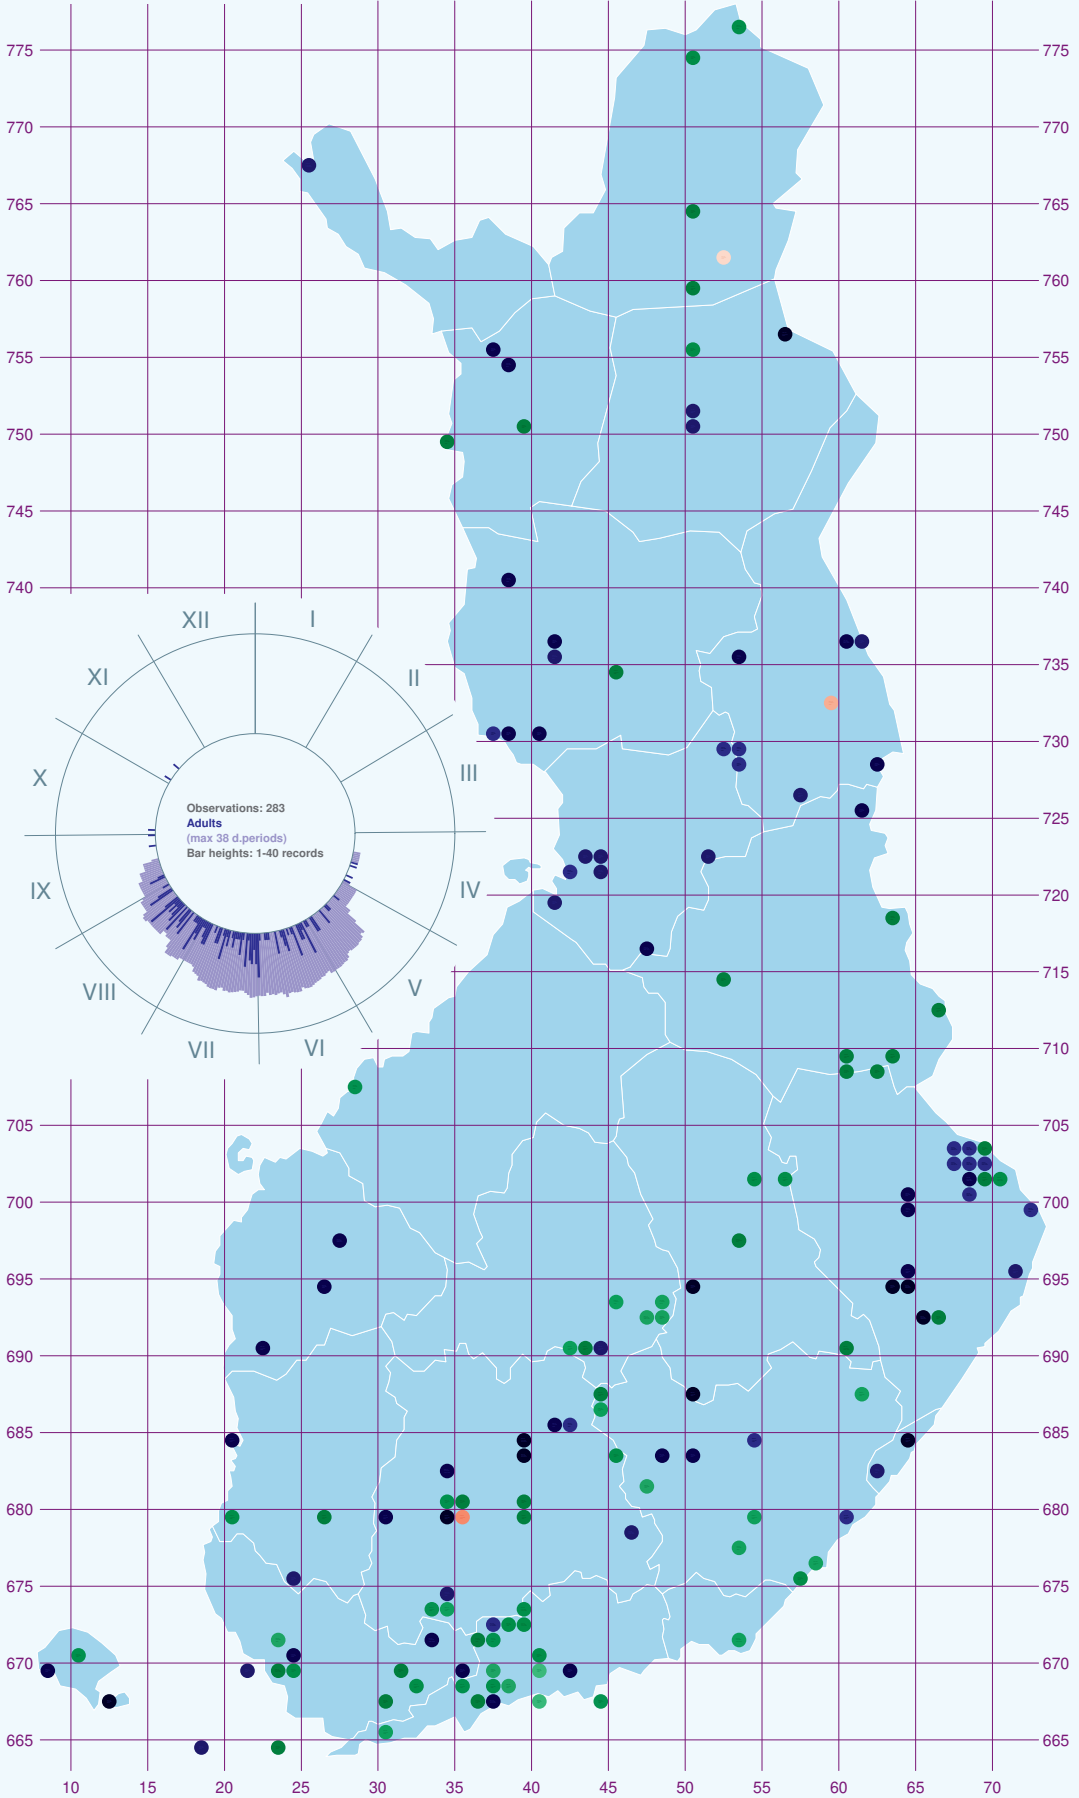 775 775
770 770
765 765
760 760
755 755
750 750
745 745
740 740
XII I
XI II
735
730 730
X III
725
Observations: 283
Adults
(max 38 d.periods)
Bar heights: 1-40 records
IX IV
720
715
VIII V
VII VI
710
705 705
700 700
695 695
690 690
685 685
680 680
675 675
670 670
665 665
10 15 20 25 30 35 40 45 50 55 60 65 70